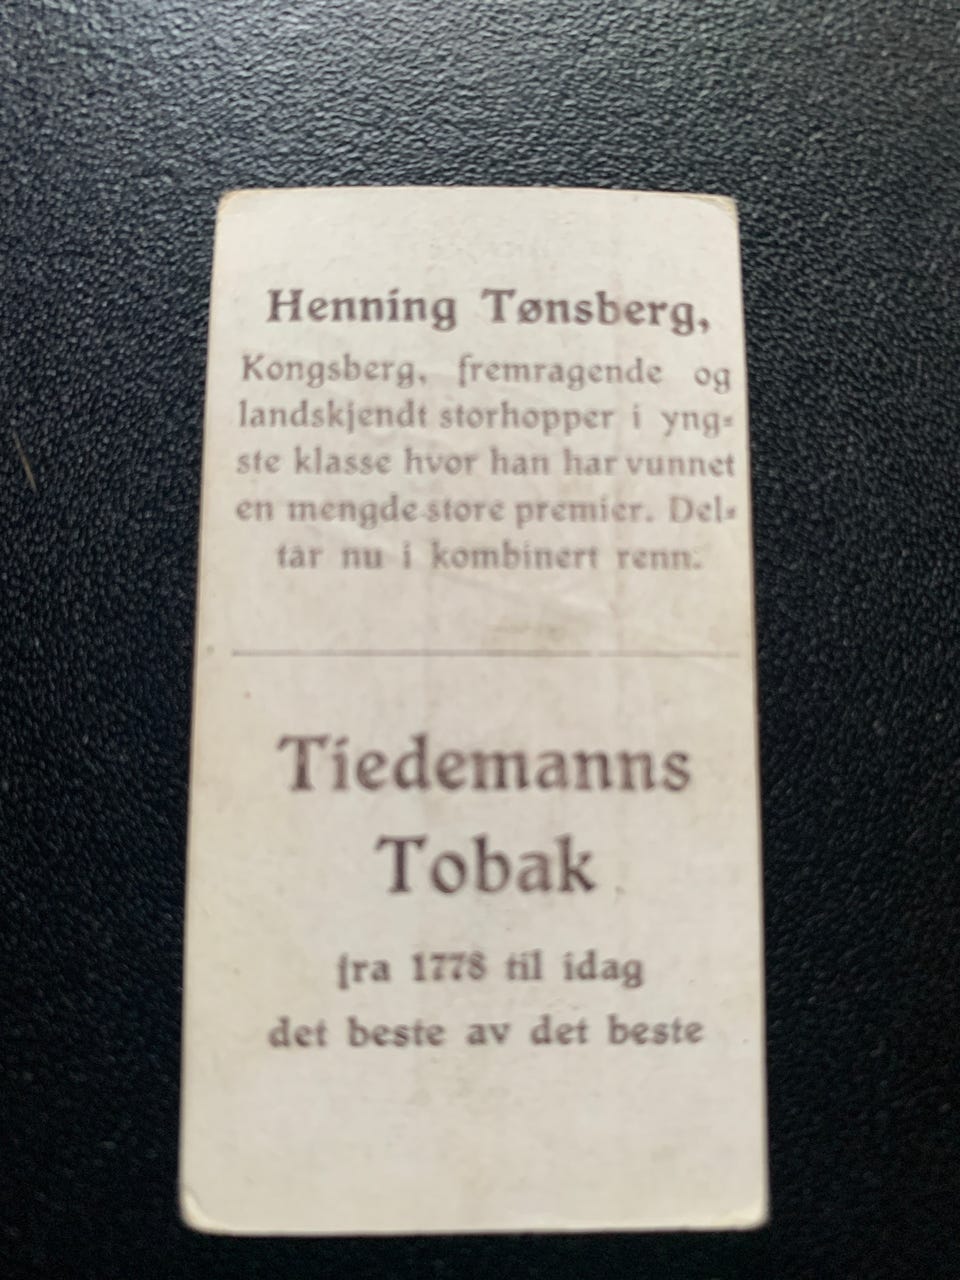 Henning Tønsberg,
Kongsberg, fremragende og
landskjendt storhopper i yng-
ste klasse hvor han har vunnet
en mengde store premier. Del-
tar nu i kombinert renn.
Tiedemanns
Tobak
fra 1778 til idag
det beste av det beste